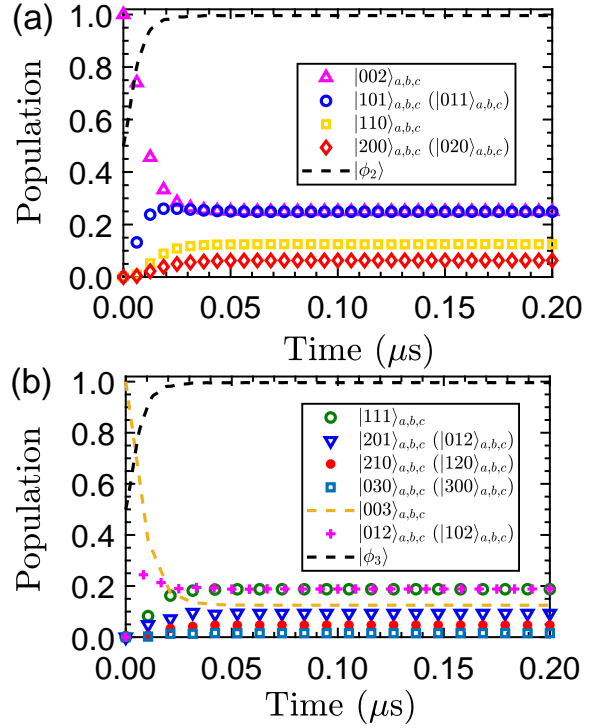 (a)
1.0
0.8
0.6
0.4
0.2
0.0
Population
|002⟩a,b,c
|101⟩a,b,c (|011⟩a,b,c)
|110⟩a,b,c
|200⟩a,b,c (|020⟩a,b,c)
|ϕ2⟩
0.00 0.05 0.10 0.15 0.20
Time (μs)
(b)
1.0
0.8
0.6
0.4
0.2
0.0
Population
|111⟩a,b,c
|201⟩a,b,c (|012⟩a,b,c)
|210⟩a,b,c (|120⟩a,b,c)
|030⟩a,b,c (|300⟩a,b,c)
|003⟩a,b,c
|012⟩a,b,c (|102⟩a,b,c)
|ϕ3⟩
0.00 0.05 0.10 0.15 0.20
Time (μs)